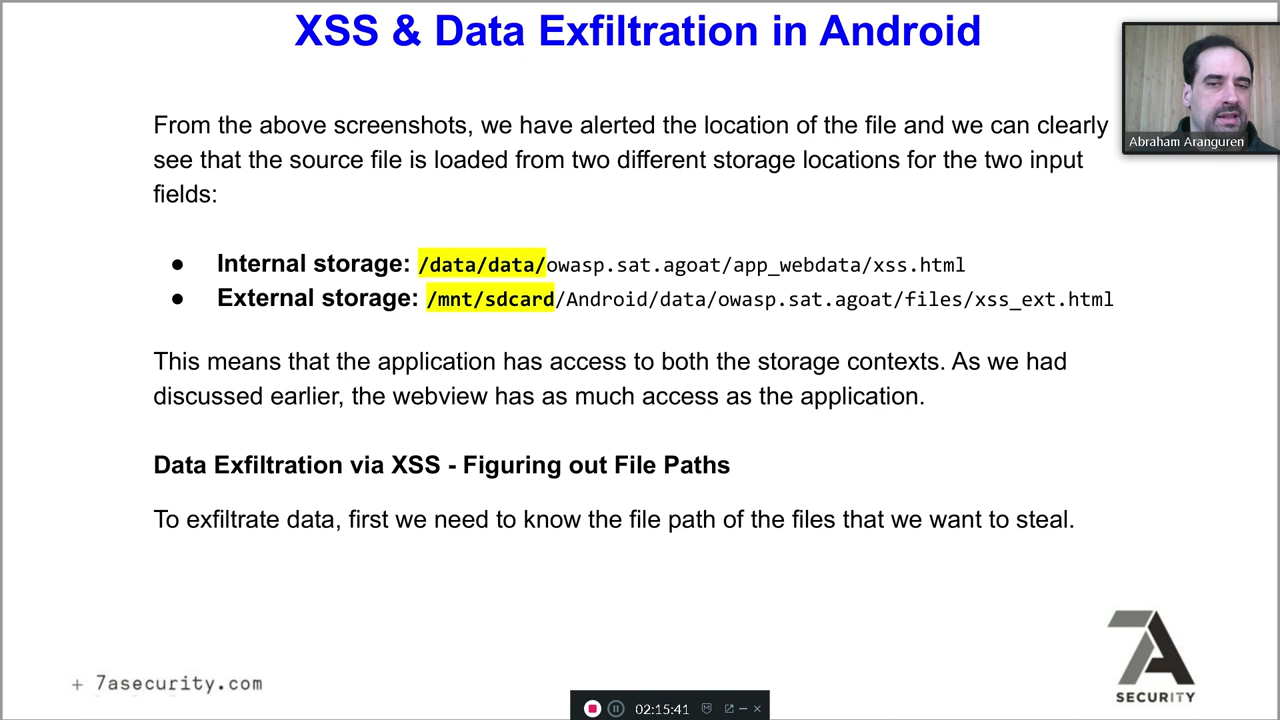 XSS & Data Exfiltration in Android
From the above screenshots, we have alerted the location of the file and we can clearly
see that the source file is loaded from two different storage locations for the two input
fields:
● Internal storage: /data/data/owasp.sat.agoat/app_webdata/xss.html
● External storage: /mnt/sdcard/Android/data/owasp.sat.agoat/files/xss_ext.html
This means that the application has access to both the storage contexts. As we had
discussed earlier, the webview has as much access as the application.
Data Exfiltration via XSS - Figuring out File Paths
To exfiltrate data, first we need to know the file path of the files that we want to steal.
Abraham Aranguren
+ 7asecurity.com
02:15:41
7A
SECURITY